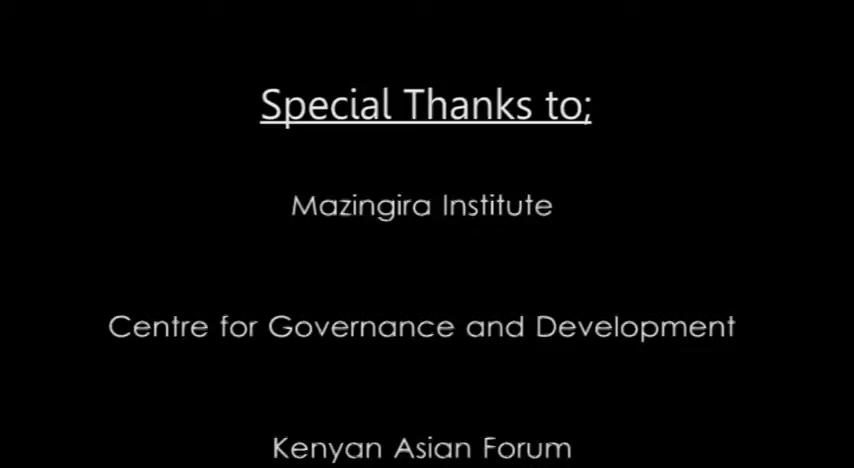 Special Thanks to;
Mazingira Institute
Centre for Governance and Development
Kenyan Asian Forum